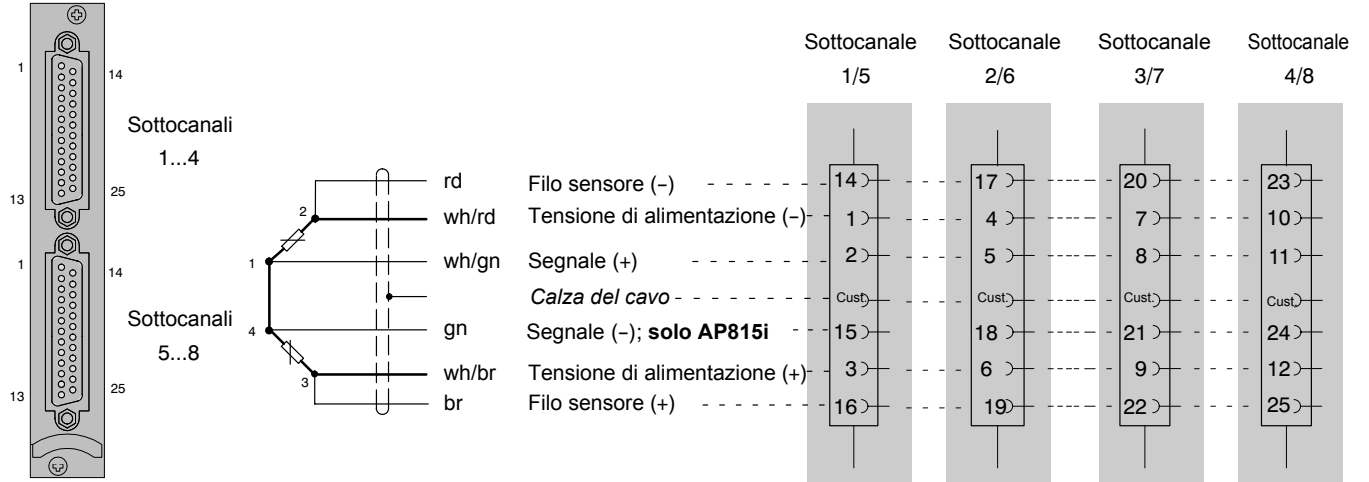 Sottocanale Sottocanale Sottocanale Sottocanale
1/5 2/6 3/7 4/8
1 14
Sottocanali
1...4
13 25
1 14
Sottocanali
5...8
13 25
2
1
4
3
rd Filo sensore (−) 14 17 20 23
wh/rd Tensione di alimentazione (−) 1 4 7 10
wh/gn Segnale (+) 2 5 8 11
Calza del cavo Cust. Cust. Cust. Cust.
gn Segnale (−); solo AP815i 15 18 21 24
wh/br Tensione di alimentazione (+) 3 6 9 12
br Filo sensore (+) 16 19 22 25